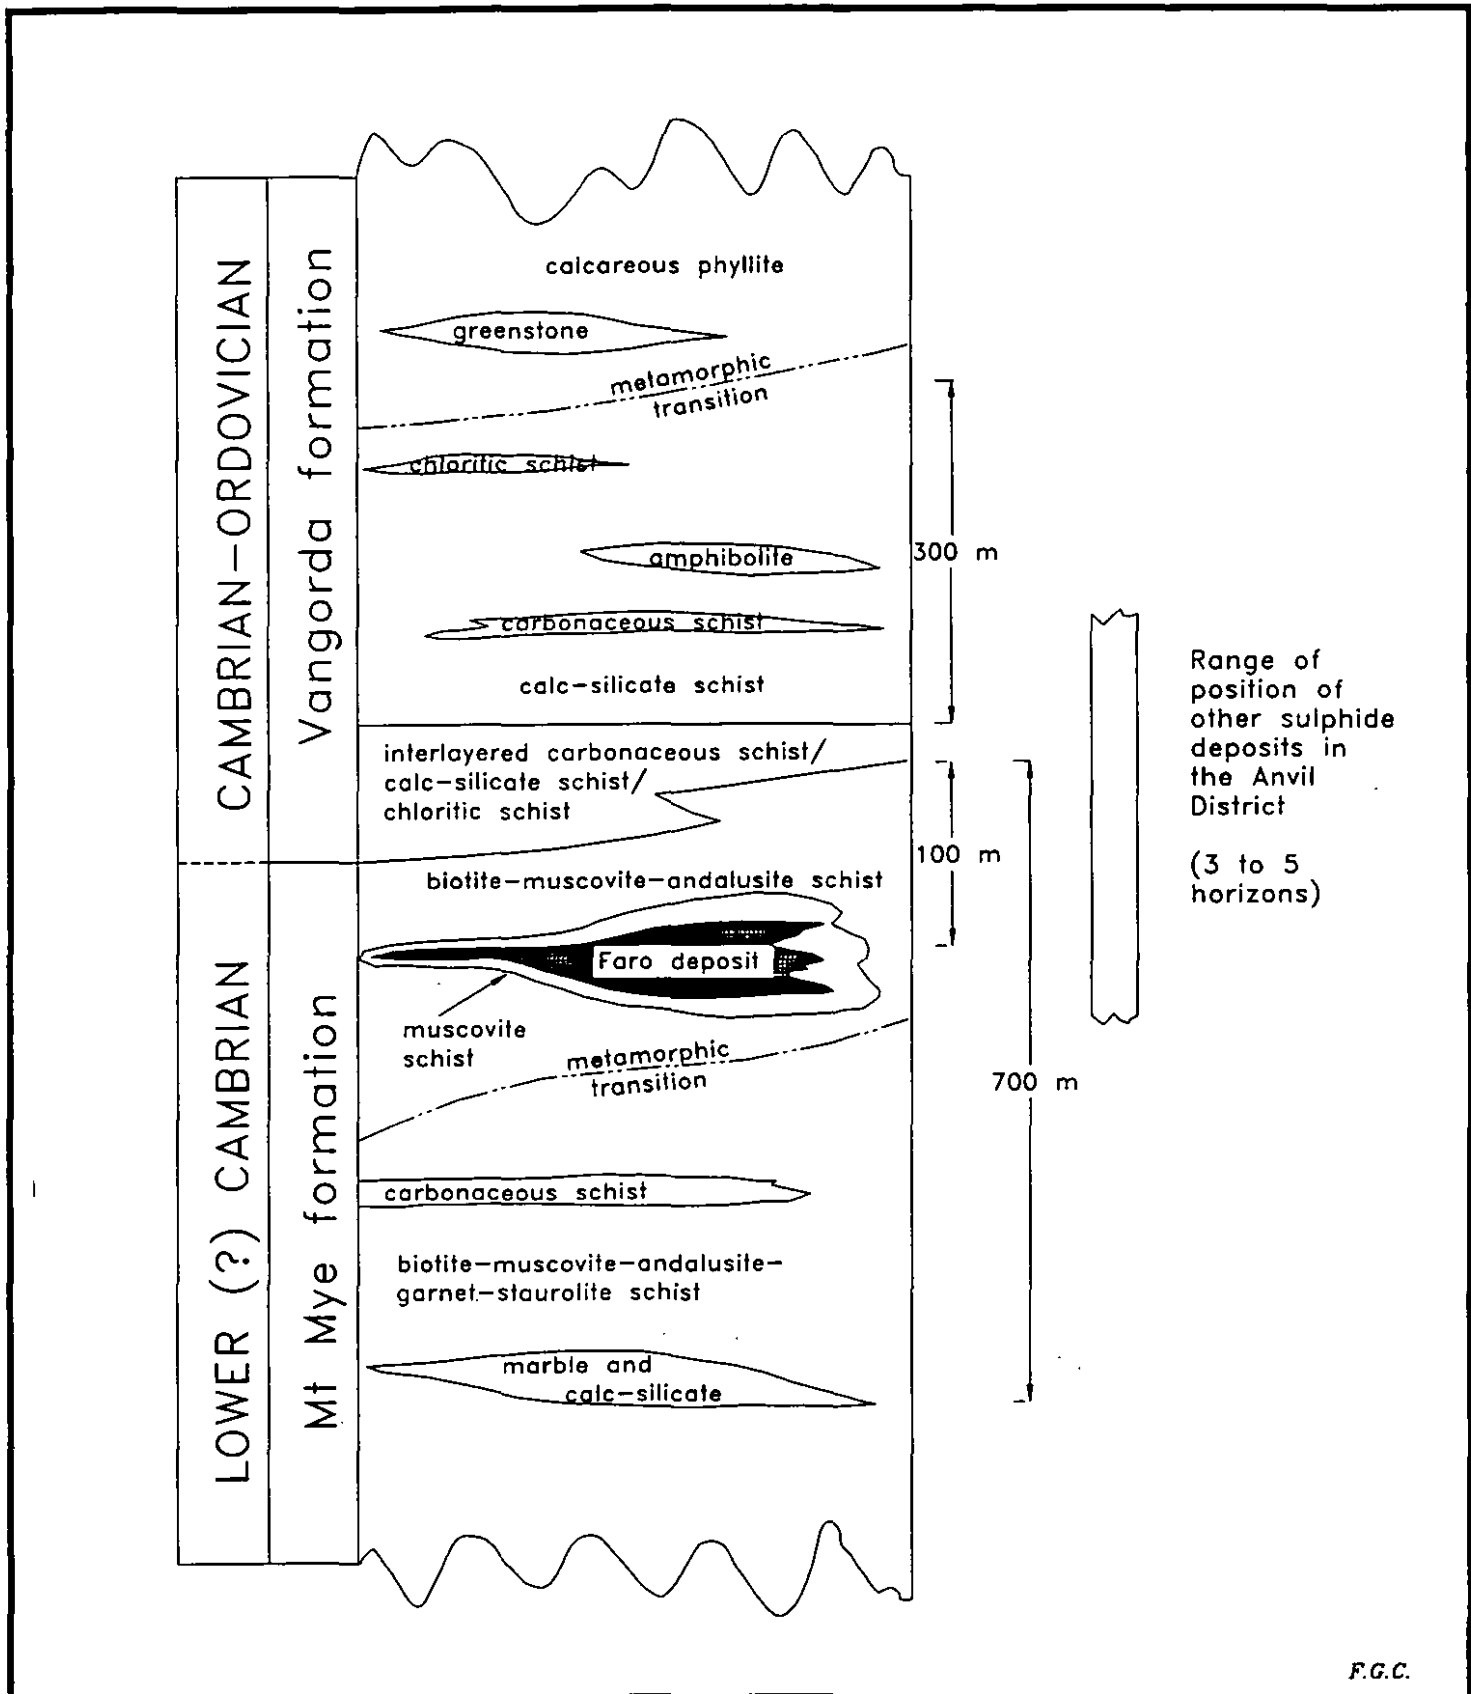 CAMBRIAN-ORDOVICIAN
Vangorda formation
calcareous phyllite
greenstone
metamorphic
transition
chloritic schist
300 m
amphibolite
carbonaceous schist
calc-silicate schist
Range of
position of
other sulphide
deposits in
the Anvil
District
(3 to 5
horizons)
interlayered carbonaceous schist/
calc-silicate schist/
chloritic schist
100 m
LOWER (?) CAMBRIAN
Mt Mye formation
biotite-muscovite-andalusite schist
Faro deposit
muscovite
schist
metamorphic
transition
700 m
carbonaceous schist
biotite-muscovite-andalusite-
garnet-staurolite schist
marble and
calc-silicate
F.G.C.